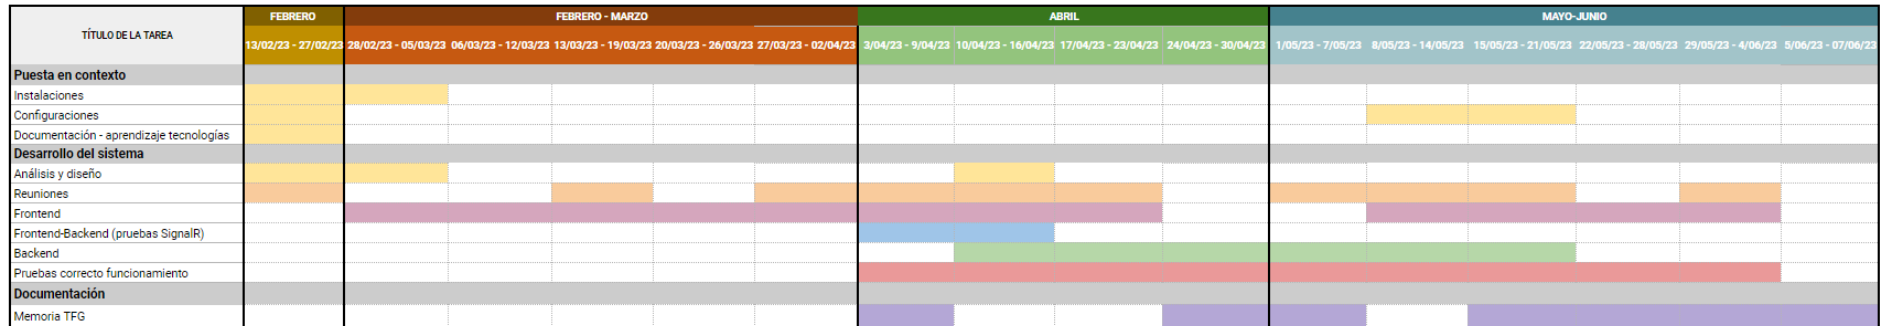 FEBRERO FEBRERO - MARZO ABRIL MAYO-JUNIO
TÍTULO DE LA TAREA
13/02/23 - 27/02/23 28/02/23 - 05/03/23 06/03/23 - 12/03/23 13/03/23 - 19/03/23 20/03/23 - 26/03/23 27/03/23 - 02/04/23 3/04/23 - 9/04/23 10/04/23 - 16/04/23 17/04/23 - 23/04/23 24/04/23 - 30/04/23 1/05/23 - 7/05/23 8/05/23 - 14/05/23 15/05/23 - 21/05/23 22/05/23 - 28/05/23 29/05/23 - 4/06/23 5/06/23 - 07/06/23
Puesta en contexto
Instalaciones
Configuraciones
Documentación - aprendizaje tecnologías
Desarrollo del sistema
Análisis y diseño
Reuniones
Frontend
Frontend-Backend (pruebas SignalR)
Backend
Pruebas correcto funcionamiento
Documentación
Memoria TFG